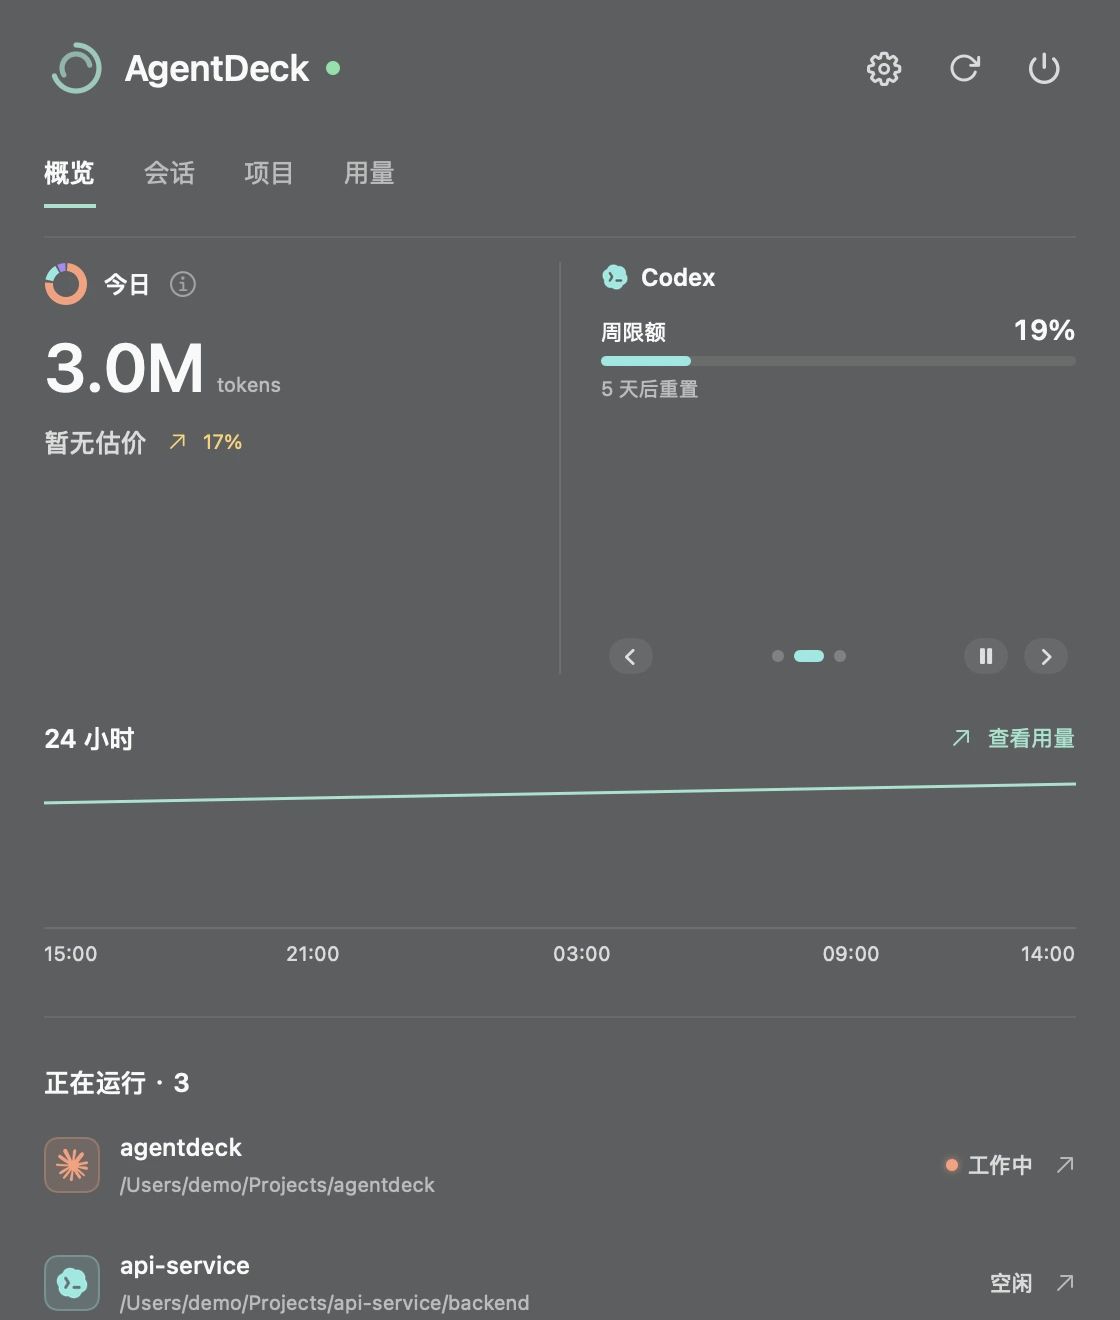 AgentDeck
概览 会话 项目 用量
今日
3.0M tokens
暂无估价 17%
Codex
周限额 19%
5 天后重置
24 小时 查看用量
15:00 21:00 03:00 09:00 14:00
正在运行 · 3
agentdeck
/Users/demo/Projects/agentdeck
工作中
api-service
/Users/demo/Projects/api-service/backend
空闲